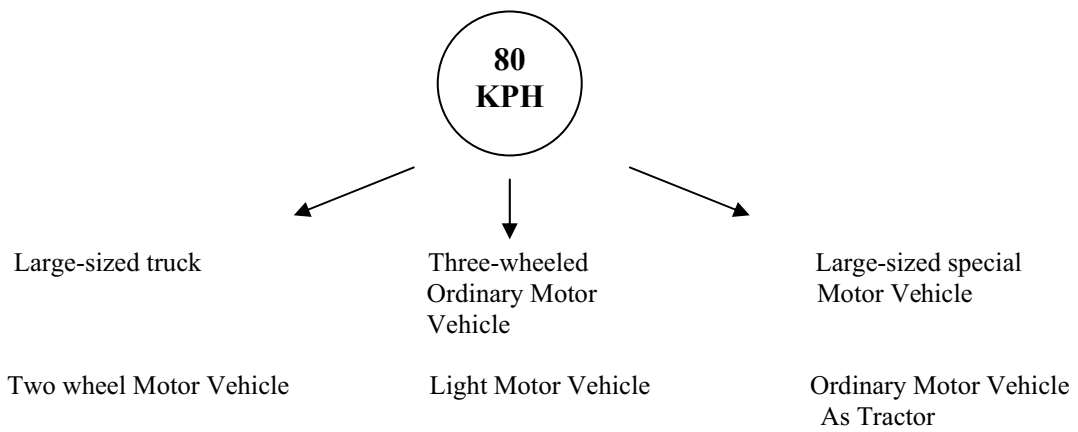 80
KPH
Large-sized truck
Three-wheeled
Ordinary Motor
Vehicle
Large-sized special
Motor Vehicle
Two wheel Motor Vehicle
Light Motor Vehicle
Ordinary Motor Vehicle
As Tractor